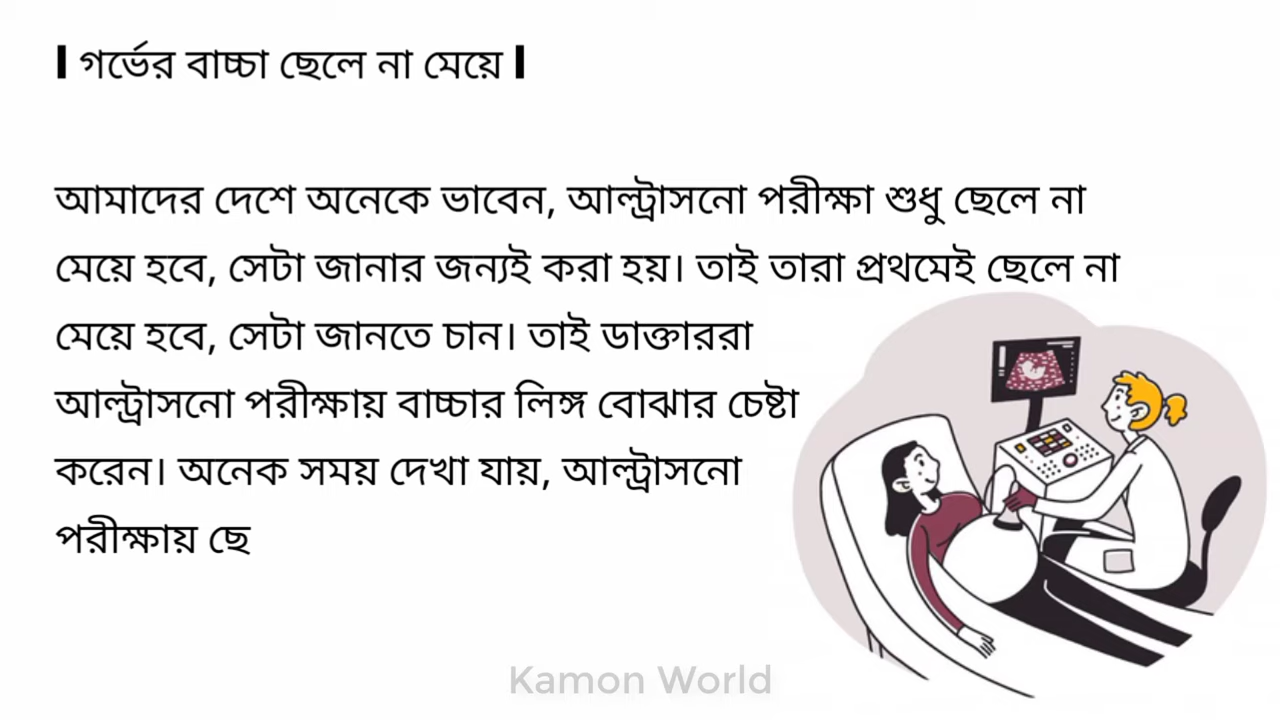 | গর্ভের বাচ্চা ছেলে না মেয়ে |
আমাদের দেশে অনেকে ভাবেন, আল্ট্রাসনো পরীক্ষা শুধু ছেলে না
মেয়ে হবে, সেটা জানার জন্যই করা হয়। তাই তারা প্রথমেই ছেলে না
মেয়ে হবে, সেটা জানতে চান। তাই ডাক্তাররা
আল্ট্রাসনো পরীক্ষায় বাচ্চার লিঙ্গ বোঝার চেষ্টা
করেন। অনেক সময় দেখা যায়, আল্ট্রাসনো
পরীক্ষায় ছে
Kamon World